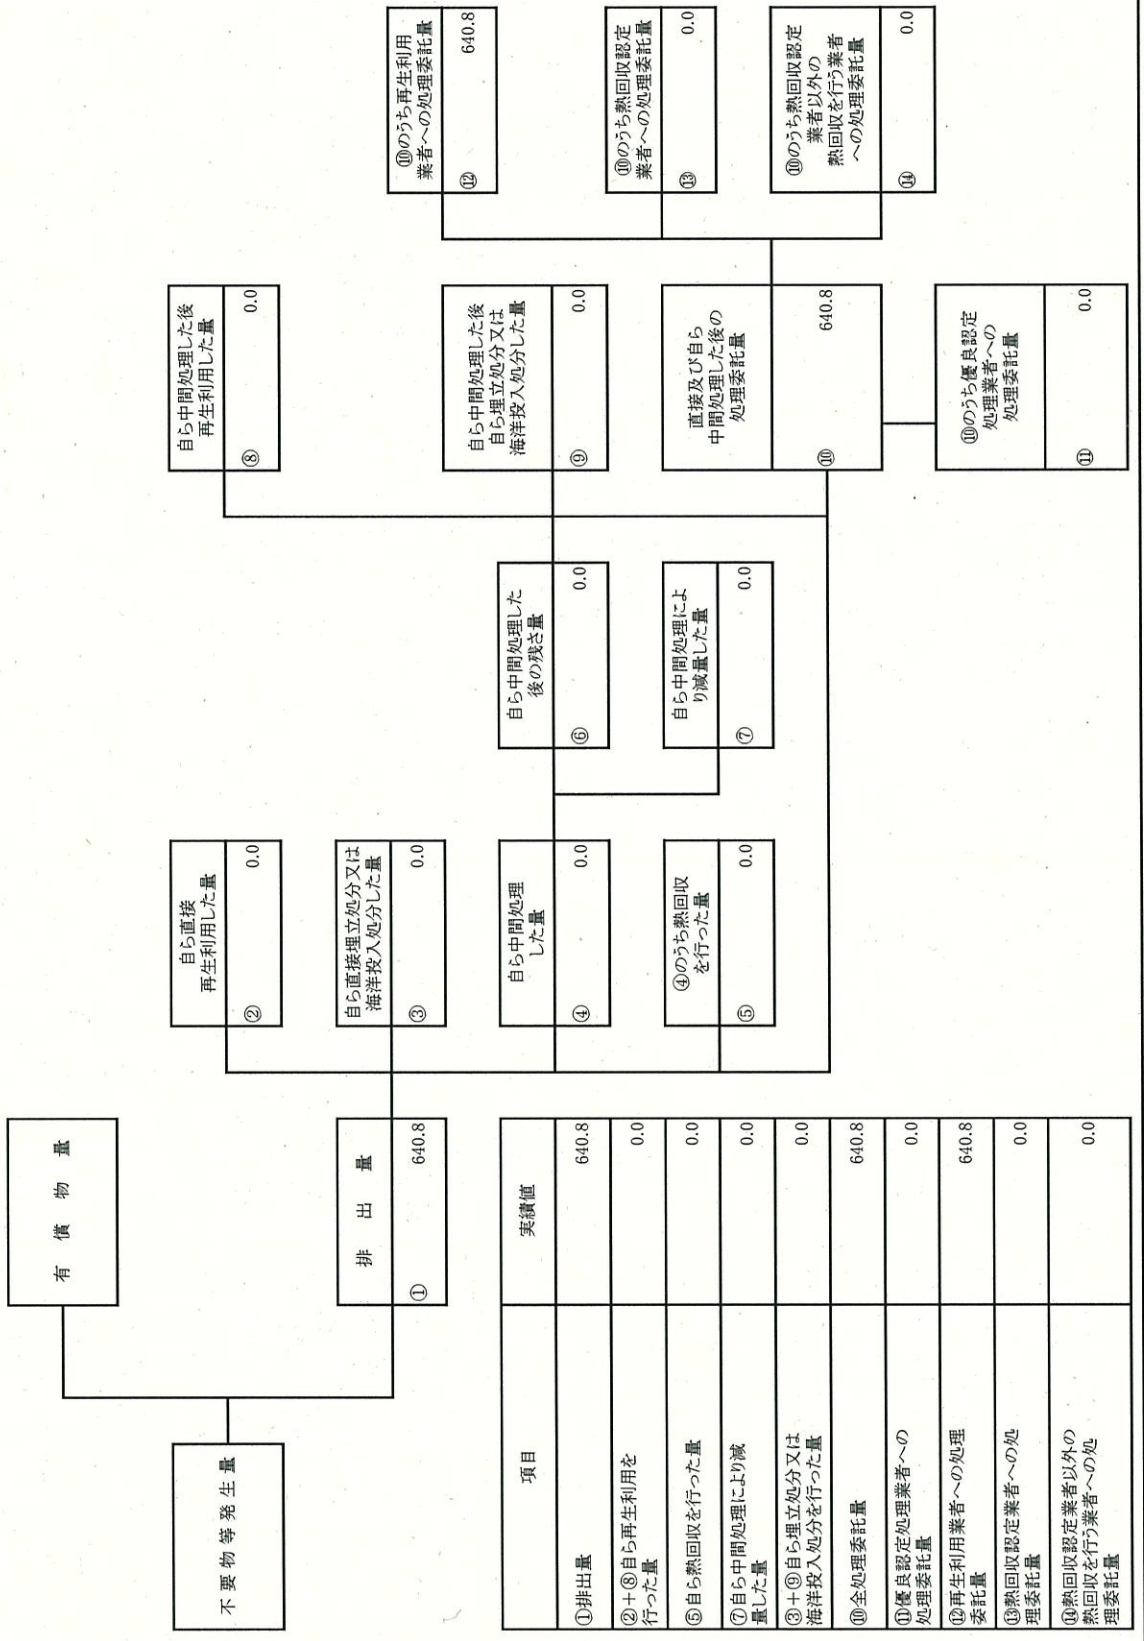 不要物等発生量
有償物量
排出量
① 640.8
自ら直接
再生利用した量
② 0.0
自ら直接埋立処分又は
海洋投入処分した量
③ 0.0
自ら中間処理
した量
④ 0.0
④のうち熱回収
を行った量
⑤ 0.0
自ら中間処理した
後の残さ量
⑥ 0.0
自ら中間処理によ
り減量した量
⑦ 0.0
自ら中間処理した後
再生利用した量
⑧ 0.0
自ら中間処理した後
自ら埋立処分又は
海洋投入処分した量
⑨ 0.0
直接及び自ら
中間処理した後の
処理委託量
⑩ 640.8
⑩のうち優良認定
処理業者への
処理委託量
⑪ 0.0
⑩のうち再生利用
業者への処理委託量
⑫ 640.8
⑩のうち熱回収認定
業者への処理委託量
⑬ 0.0
⑩のうち熱回収認定
業者以外の
熱回収を行う業者
への処理委託量
⑭ 0.0
項目 実績値
①排出量 640.8
②+⑧自ら再生利用を
行った量 0.0
⑤自ら熱回収を行った量 0.0
⑦自ら中間処理により減
量した量 0.0
③+⑨自ら埋立処分又は
海洋投入処分を行った量 0.0
⑩全処理委託量 640.8
⑪優良認定処理業者への
処理委託量 0.0
⑫再生利用業者への処理
委託量 640.8
⑬熱回収認定業者への処
理委託量 0.0
⑭熱回収認定業者以外の
熱回収を行う業者への処
理委託量 0.0